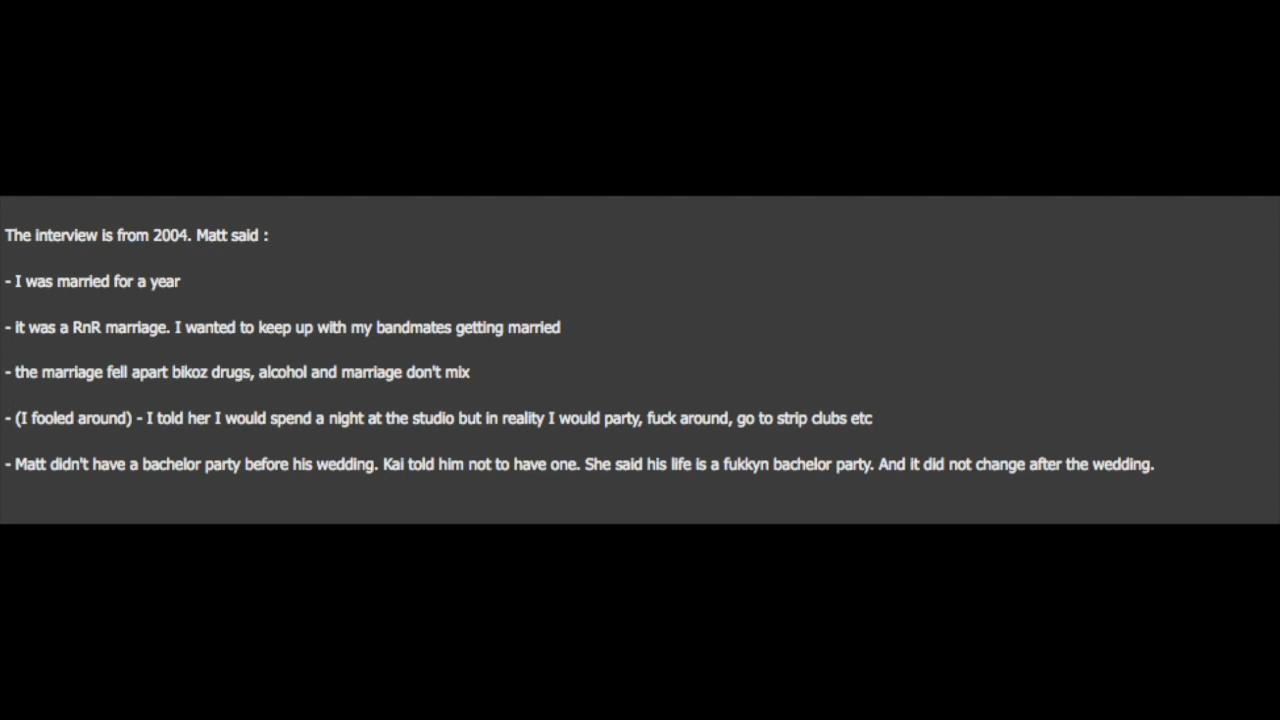 The interview is from 2004. Matt said :
- I was married for a year
- it was a RnR marriage. I wanted to keep up with my bandmates getting married
- the marriage fell apart bikoz drugs, alcohol and marriage don't mix
- (I fooled around) - I told her I would spend a night at the studio but in reality I would party, fuck around, go to strip clubs etc
- Matt didn't have a bachelor party before his wedding. Kai told him not to have one. She said his life is a fukkyn bachelor party. And it did not change after the wedding.